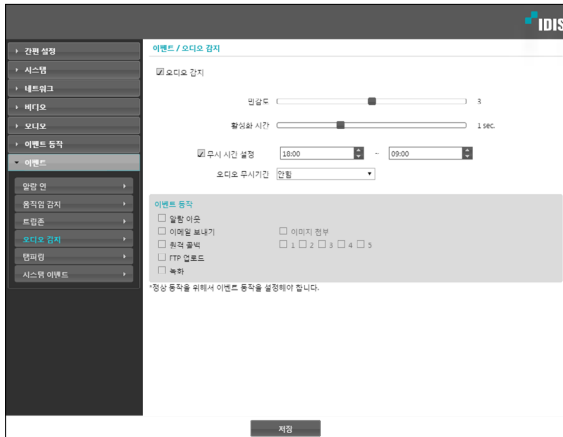 IDIS
간편 설정
시스템
네트워크
비디오
오디오
이벤트 동작
이벤트
알람 인
움직임 감지
트립존
오디오 감지
탬퍼링
시스템 이벤트
이벤트 / 오디오 감지
오디오 감지
민감도 3
활성화 시간 1 sec.
무시 시간 설정 18:00 - 09:00
오디오 무시기간 안함
이벤트 동작
알람 아웃
이메일 보내기 이미지 첨부
원격 콜백 1 2 3 4 5
FTP 업로드
녹화
*정상 동작을 위해서 이벤트 동작을 설정해야 합니다.
저장